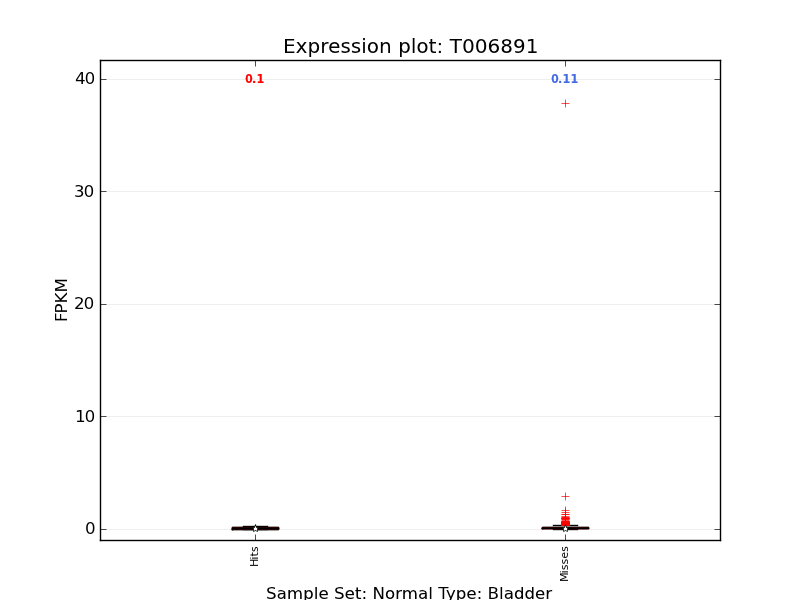 Expression plot: T006891
40
0.1
0.11
30
FPKM
20
10
0
Hits
Misses
Sample Set: Normal Type: Bladder